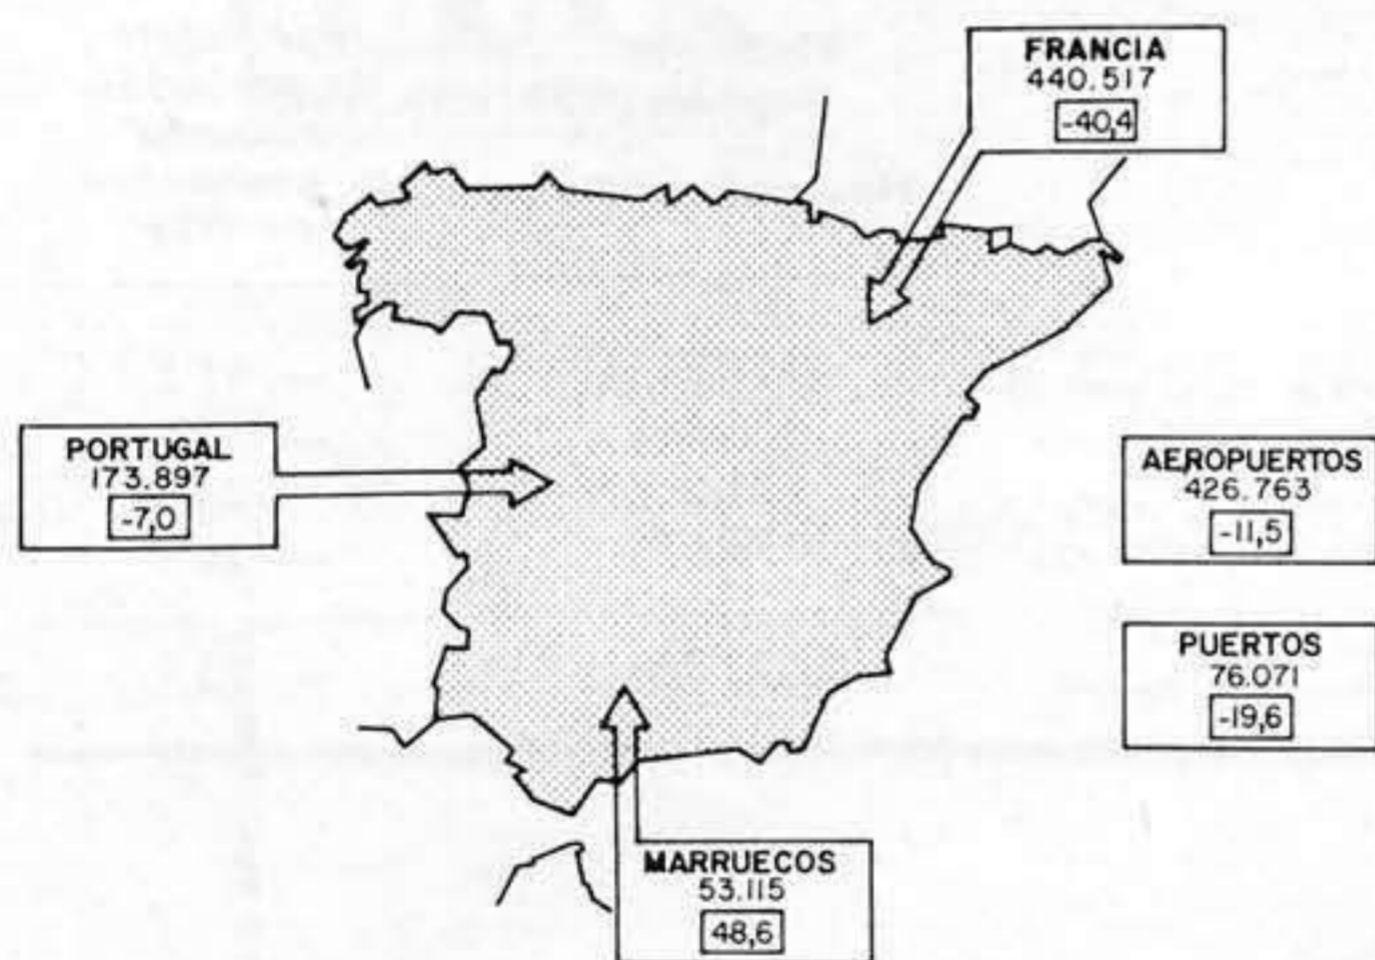 FRANCIA
440.517
-40,4
PORTUGAL
173.897
-7,0
AEROPUERTOS
426.763
-11,5
PUERTOS
76.071
-19,6
MARRUECOS
53.115
48,6